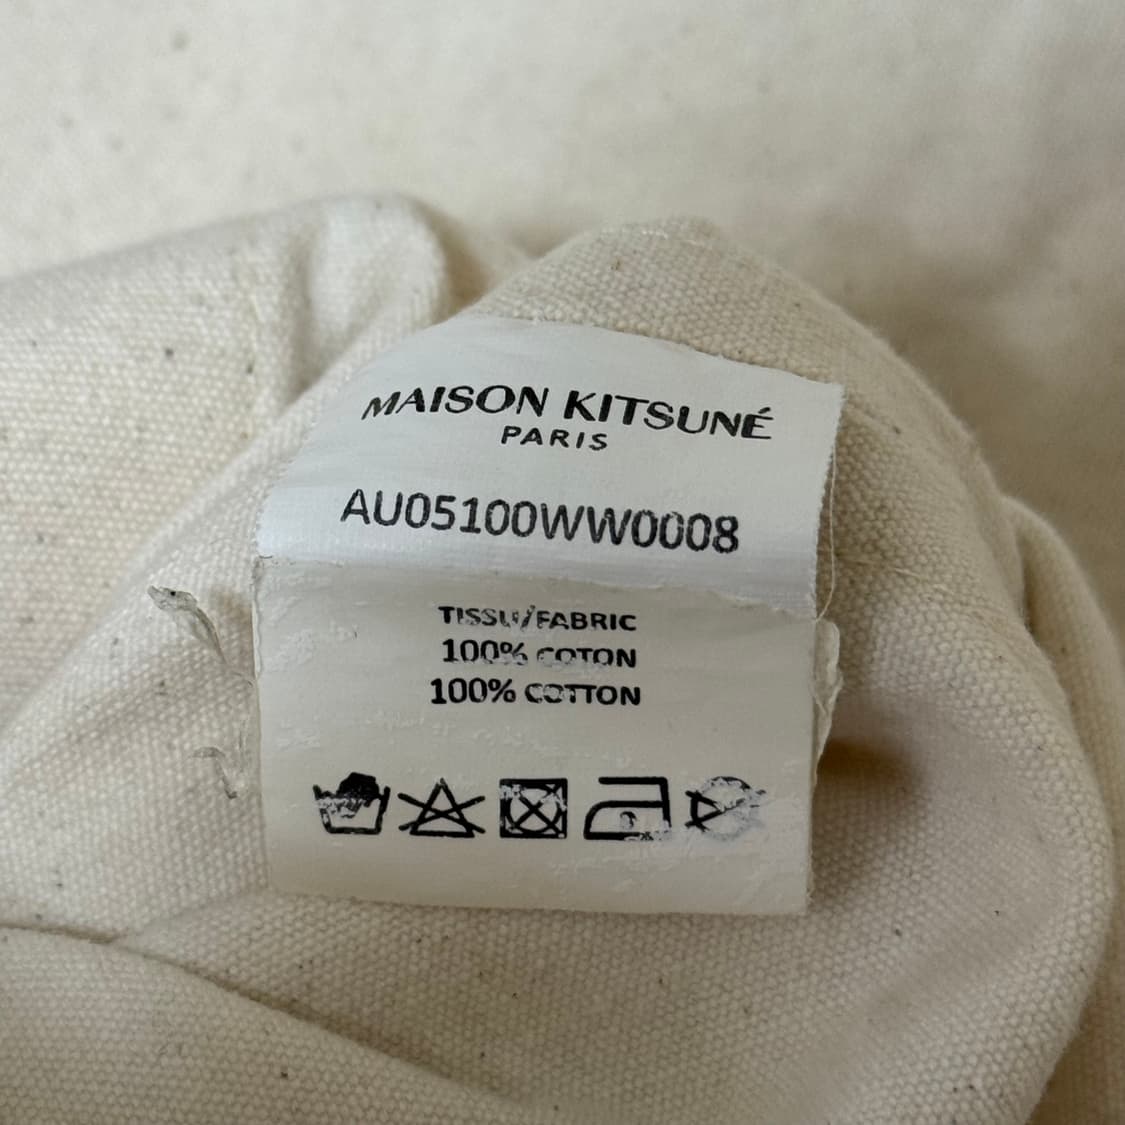 MAISON KITSUNÉ
PARIS
AU05100WW0008
TISSU/FABRIC
100% COTON
100% COTTON